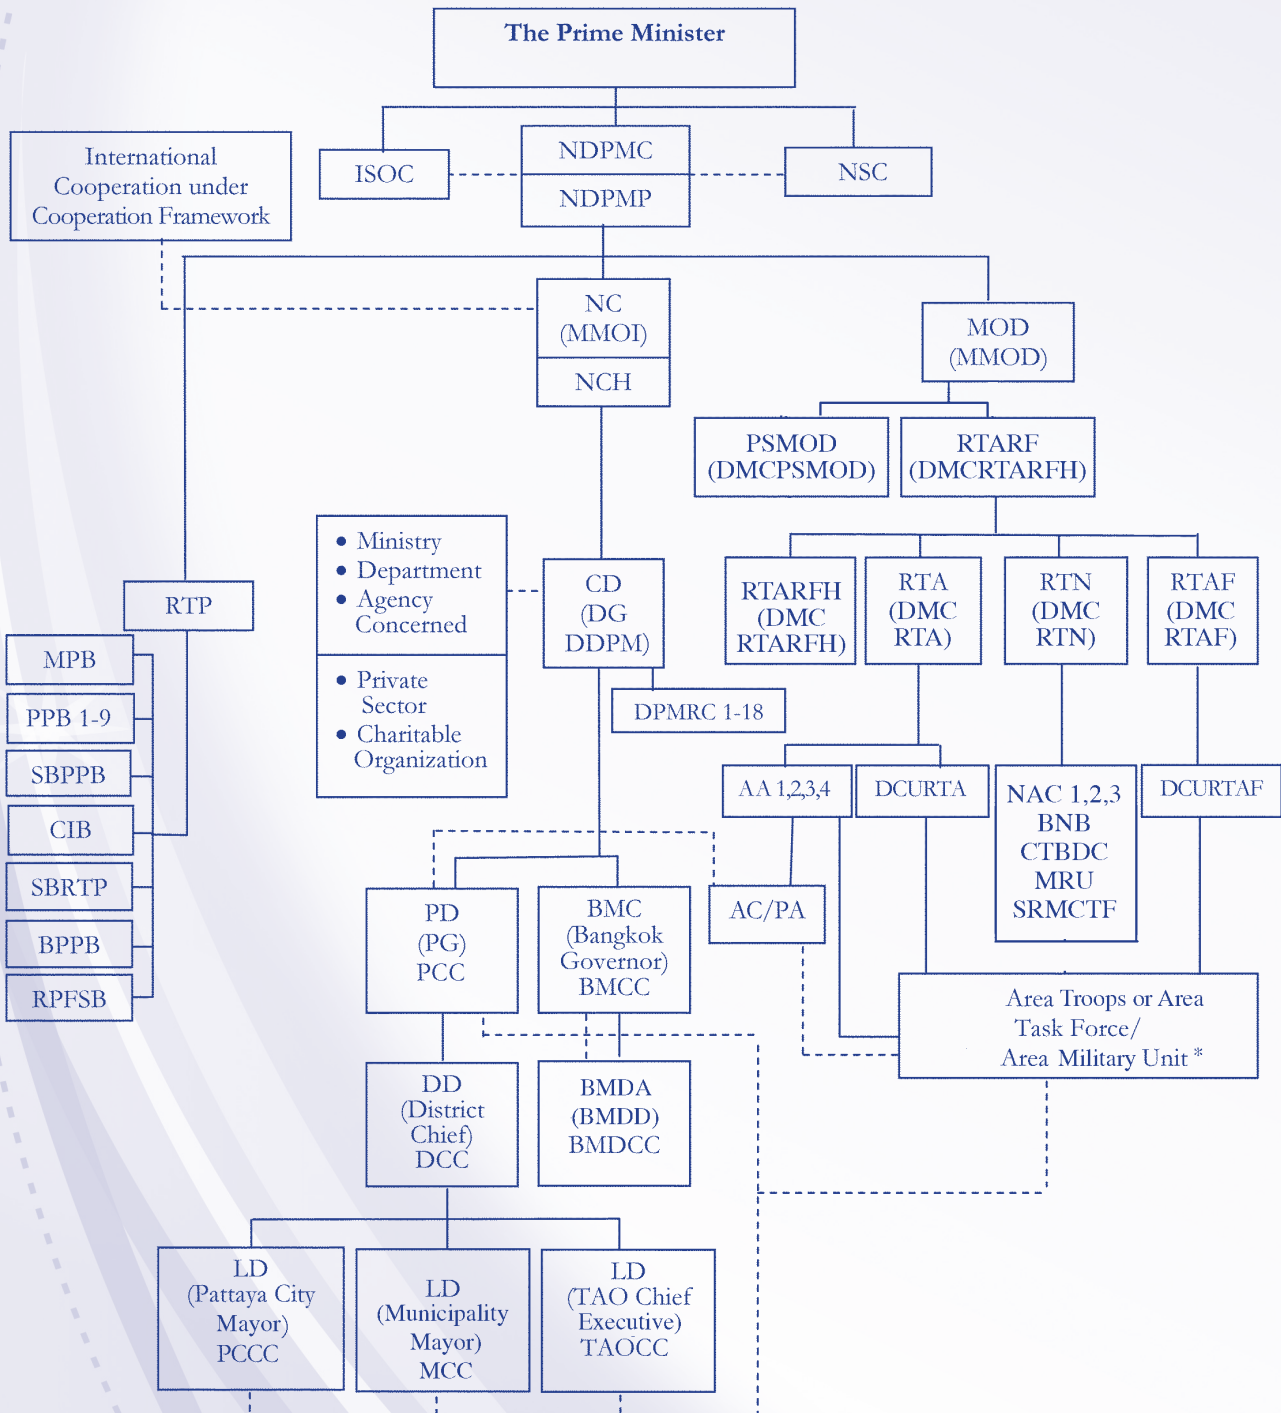 The Prime Minister
International
Cooperation under
Cooperation Framework
ISOC
NDPMC
NDPMP
NSC
NC
(MMOI)
NCH
MOD
(MMOD)
PSMOD
(DMCPSMOD)
RTARF
(DMCRTARFH)
• Ministry
• Department
• Agency
Concerned
• Private
Sector
• Charitable
Organization
CD
(DG
DDPM)
DPMRC 1-18
RTARFH
(DMC
RTARFH)
RTA
(DMC
RTA)
RTN
(DMC
RTN)
RTAF
(DMC
RTAF)
RTP
MPB
PPB 1-9
SBPPB
CIB
SBRTP
BPPB
RPFSB
AA 1,2,3,4
DCURTA
NAC 1,2,3
BNB
CTBDC
MRU
SRMCTF
DCURTAF
PD
(PG)
PCC
BMC
(Bangkok
Governor)
BMCC
AC/PA
Area Troops or Area
Task Force/
Area Military Unit *
DD
(District
Chief)
DCC
BMDA
(BMDD)
BMDCC
LD
(Pattaya City
Mayor)
PCCC
LD
(Municipality
Mayor)
MCC
LD
(TAO Chief
Executive)
TAOCC